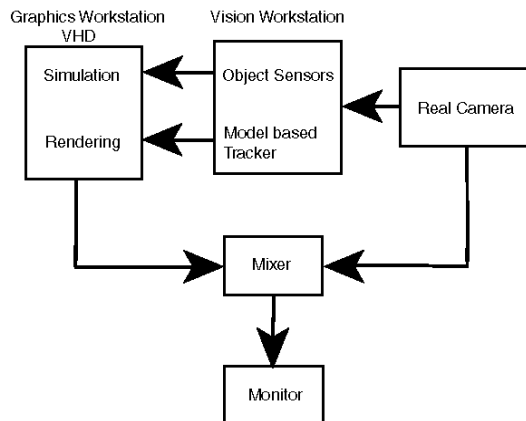 Graphics Workstation
VHD
Vision Workstation
Simulation
Object Sensors
Real Camera
Rendering
Model based
Tracker
Mixer
Monitor